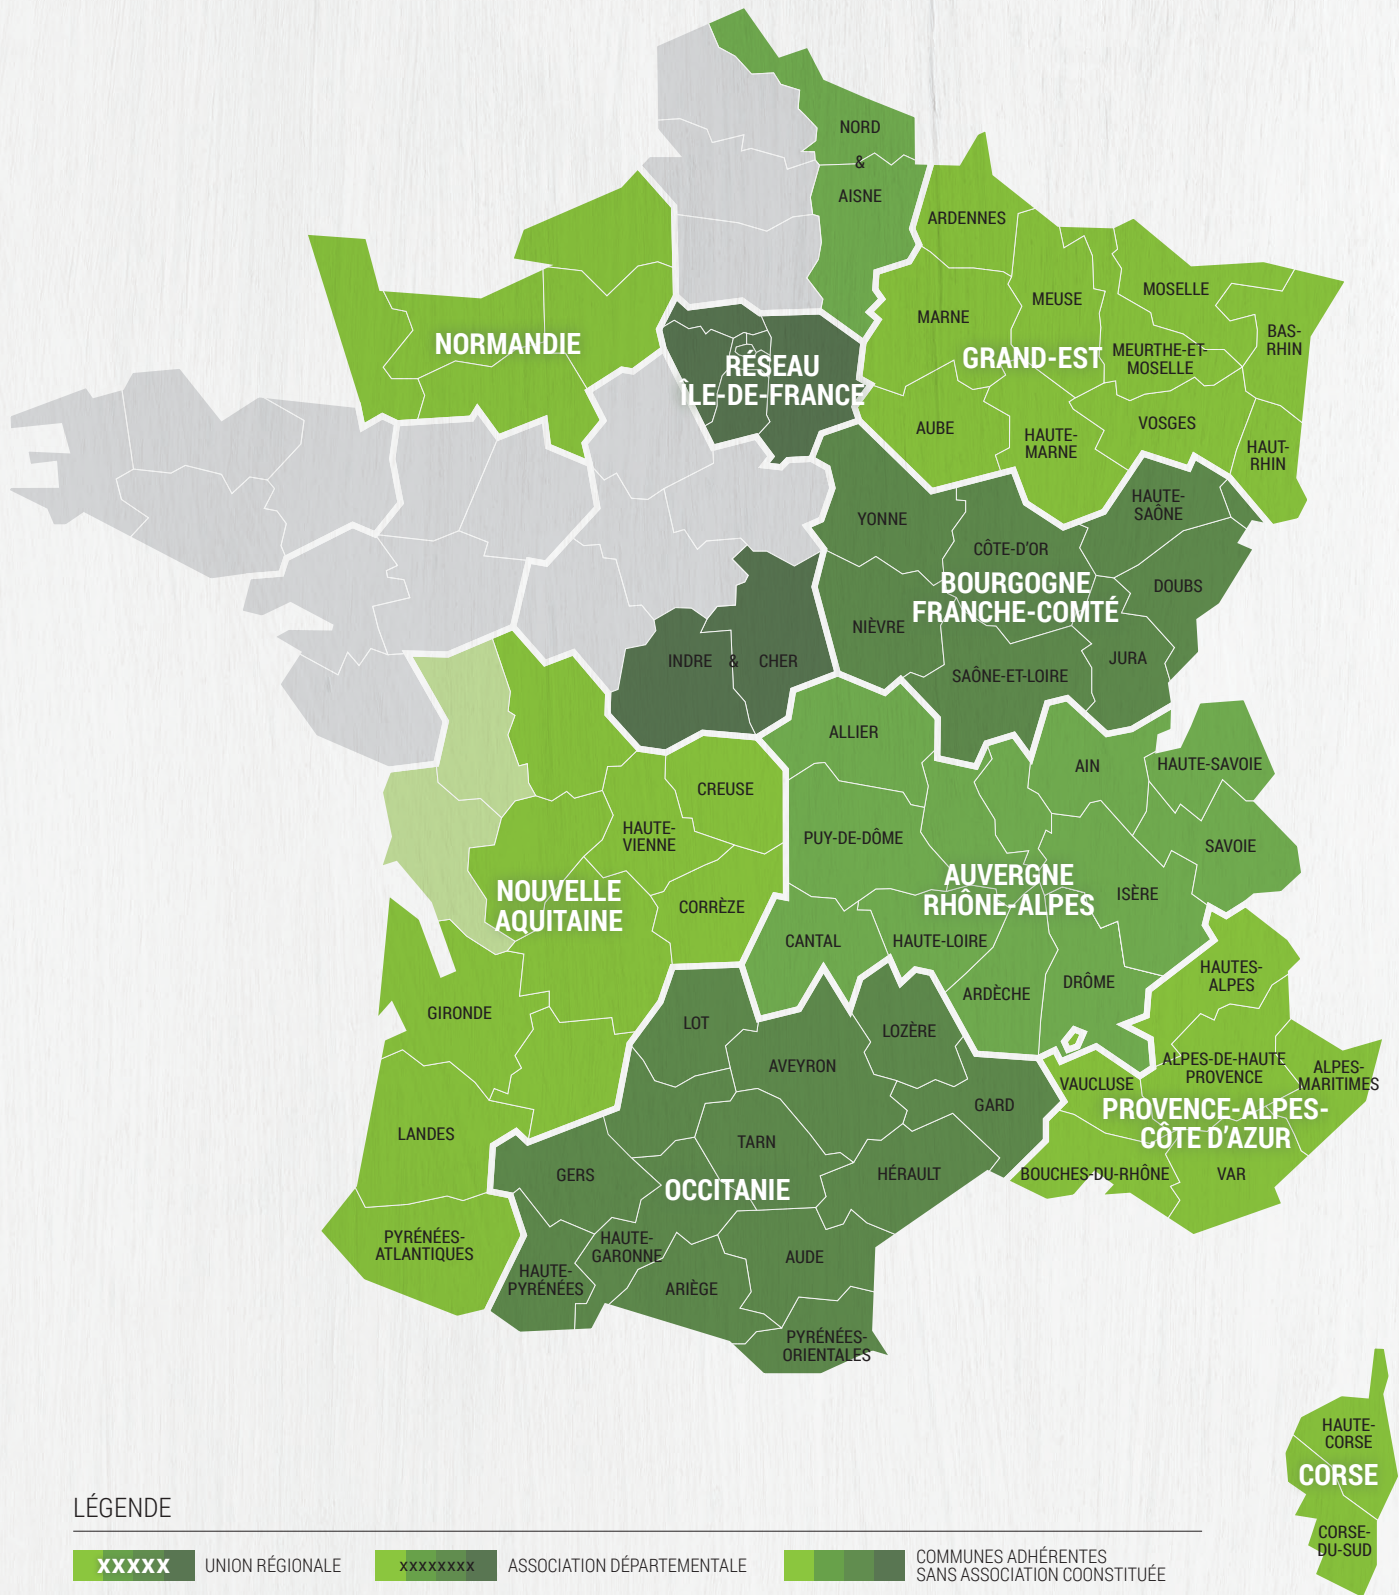 NORD
&
AISNE
ARDENNES
MARNE
MEUSE
MOSELLE
BAS-
RHIN
GRAND-EST
MEURTHE-ET-
MOSELLE
AUBE
HAUTE-
MARNE
VOSGES
HAUT-
RHIN
NORMANDIE
RÉSEAU
ÎLE-DE-FRANCE
YONNE
CÔTE-D'OR
HAUTE-
SAÔNE
DOUBS
BOURGOGNE
FRANCHE-COMTÉ
NIÈVRE
SAÔNE-ET-LOIRE
JURA
INDRE & CHER
ALLIER
AIN
HAUTE-SAVOIE
PUY-DE-DÔME
SAVOIE
AUVERGNE
RHÔNE-ALPES
ISÈRE
CANTAL
HAUTE-LOIRE
ARDÈCHE
DRÔME
CREUSE
HAUTE-
VIENNE
NOUVELLE
AQUITAINE
CORRÈZE
GIRONDE
LANDES
PYRÉNÉES-
ATLANTIQUES
LOT
AVEYRON
LOZÈRE
GARD
TARN
HÉRAULT
GERS
OCCITANIE
HAUTE-
GARONNE
HAUTE-
PYRÉNÉES
ARIÈGE
AUDE
PYRÉNÉES-
ORIENTALES
HAUTES-
ALPES
ALPES-DE-HAUTE
PROVENCE
ALPES-
MARITIMES
VAUCLUSE
PROVENCE-ALPES-
CÔTE D'AZUR
BOUCHES-DU-RHÔNE
VAR
HAUTE-
CORSE
CORSE
CORSE-
DU-SUD
LÉGENDE
XXXXX UNION RÉGIONALE
XXXXXXXX ASSOCIATION DÉPARTEMENTALE
COMMUNES ADHÉRENTES
SANS ASSOCIATION COONSTITUÉE